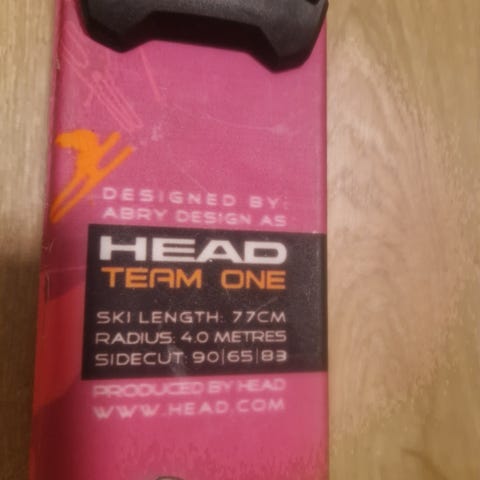 DESIGNED BY:
ABRY DESIGN AS
HEAD
TEAM ONE
SKI LENGTH: 77CM
RADIUS: 4.0 METRES
SIDECUT: 90|65|83
PRODUCED BY HEAD
WWW.HEAD.COM